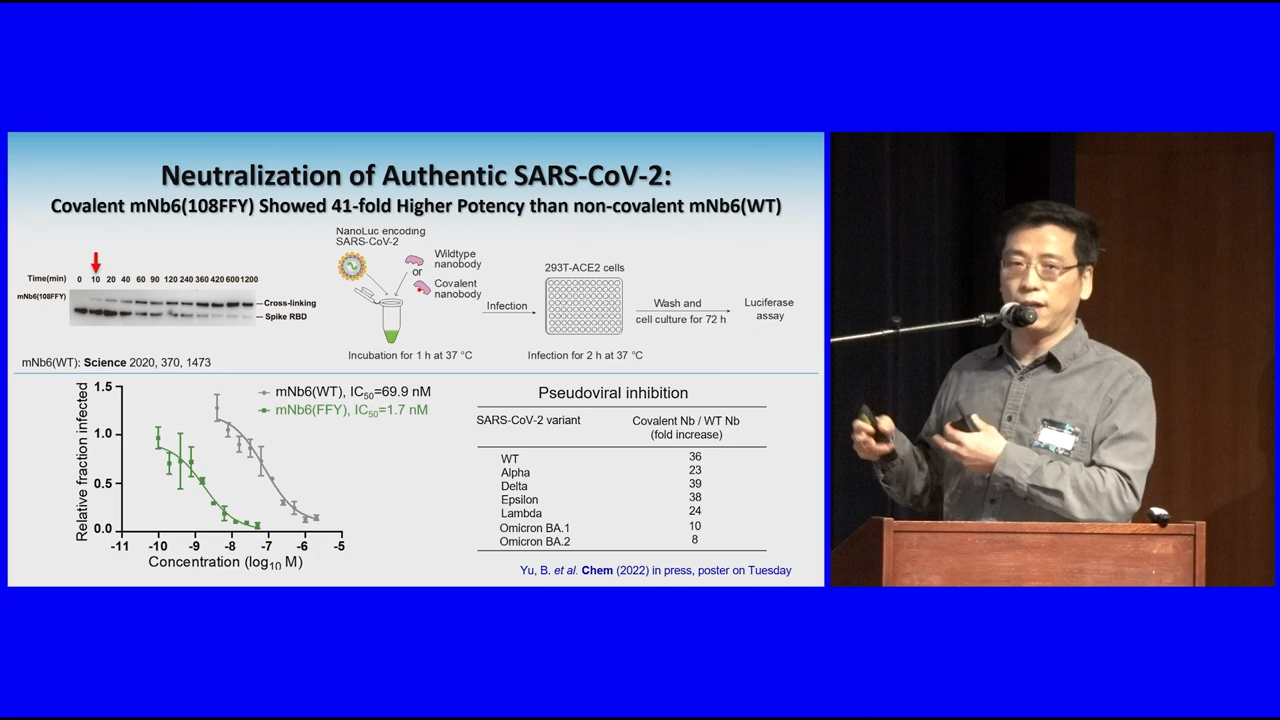 Neutralization of Authentic SARS-CoV-2:
Covalent mNb6(108FFY) Showed 41-fold Higher Potency than non-covalent mNb6(WT)
NanoLuc encoding
SARS-CoV-2
Wildtype
nanobody
or
Covalent
nanobody
Incubation for 1 h at 37 °C
Infection
293T-ACE2 cells
Infection for 2 h at 37 °C
Wash and
cell culture for 72 h
Luciferase
assay
Time(min) 0 10 20 40 60 90 120 240 360 420 600 1200
mNb6(108FFY)
Cross-linking
Spike RBD
mNb6(WT): Science 2020, 370, 1473
Relative fraction infected
1.5
1.0
0.5
0.0
-11 -10 -9 -8 -7 -6 -5
Concentration (log10 M)
mNb6(WT), IC50=69.9 nM
mNb6(FFY), IC50=1.7 nM
Pseudoviral inhibition
SARS-CoV-2 variant Covalent Nb / WT Nb
(fold increase)
WT 36
Alpha 23
Delta 39
Epsilon 38
Lambda 24
Omicron BA.1 10
Omicron BA.2 8
Yu, B. et al. Chem (2022) in press, poster on Tuesday